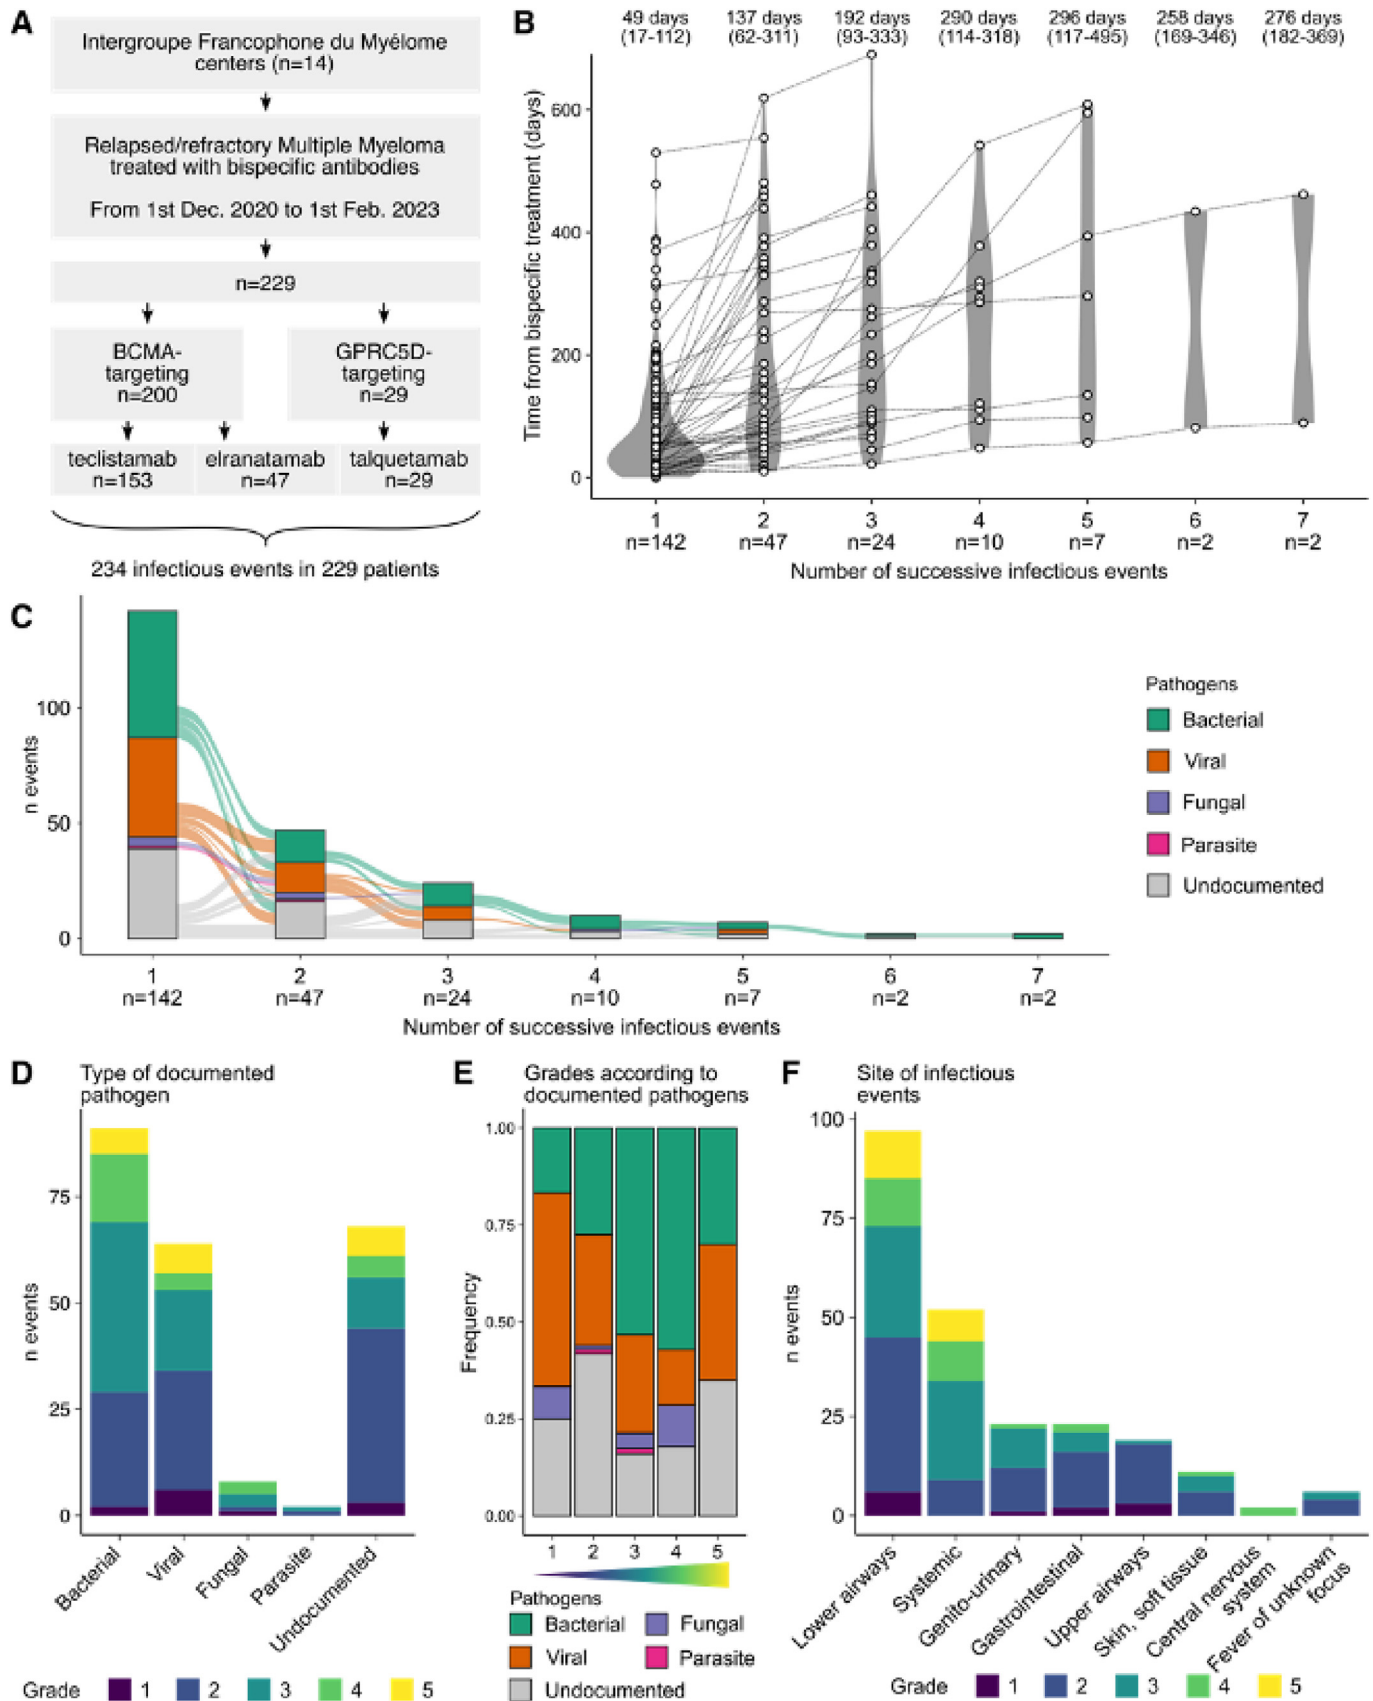 A
Intergroupe Francophone du Myélome
centers (n=14)
Relapsed/refractory Multiple Myeloma
treated with bispecific antibodies
From 1st Dec. 2020 to 1st Feb. 2023
n=229
BCMA-
targeting
n=200
GPRC5D-
targeting
n=29
teclistamab
n=153
elranatamab
n=47
talquetamab
n=29
234 infectious events in 229 patients
B
49 days
(17-112)
137 days
(62-311)
192 days
(93-333)
290 days
(114-318)
296 days
(117-495)
258 days
(169-346)
276 days
(182-369)
Time from bispecific treatment (days)
600
400
200
0
1
n=142
2
n=47
3
n=24
4
n=10
5
n=7
6
n=2
7
n=2
Number of successive infectious events
C
n events
100
50
0
1
n=142
2
n=47
3
n=24
4
n=10
5
n=7
6
n=2
7
n=2
Number of successive infectious events
Pathogens
Bacterial
Viral
Fungal
Parasite
Undocumented
D
Type of documented
pathogen
n events
75
50
25
0
Bacterial
Viral
Fungal
Parasite
Undocumented
Grade 1 2 3 4 5
E
Grades according to
documented pathogens
Frequency
1.00
0.75
0.50
0.25
0.00
1 2 3 4 5
Pathogens
Bacterial
Viral
Undocumented
Fungal
Parasite
F
Site of infectious
events
n events
100
75
50
25
0
Lower airways
Systemic
Genito-urinary
Gastrointestinal
Upper airways
Skin, soft tissue
Central nervous
system
Fever of unknown
focus
Grade 1 2 3 4 5